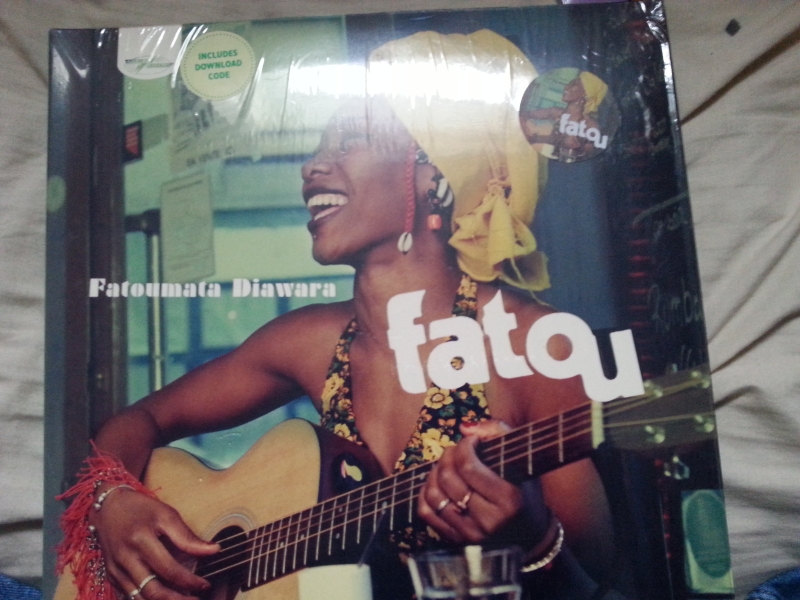 INCLUDES
DOWNLOAD
CODE
fatou
Fatoumata Diawara
fatou